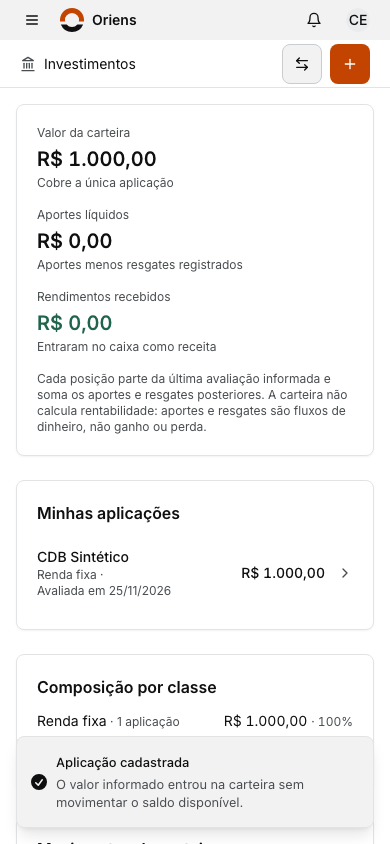 Oriens
CE
Investimentos
Valor da carteira
R$ 1.000,00
Cobre a única aplicação
Aportes líquidos
R$ 0,00
Aportes menos resgates registrados
Rendimentos recebidos
R$ 0,00
Entraram no caixa como receita
Cada posição parte da última avaliação informada e
soma os aportes e resgates posteriores. A carteira não
calcula rentabilidade: aportes e resgates são fluxos de
dinheiro, não ganho ou perda.
Minhas aplicações
CDB Sintético
Renda fixa ·
Avaliada em 25/11/2026
R$ 1.000,00
Composição por classe
Renda fixa · 1 aplicação R$ 1.000,00 · 100%
Aplicação cadastrada
O valor informado entrou na carteira sem
movimentar o saldo disponível.